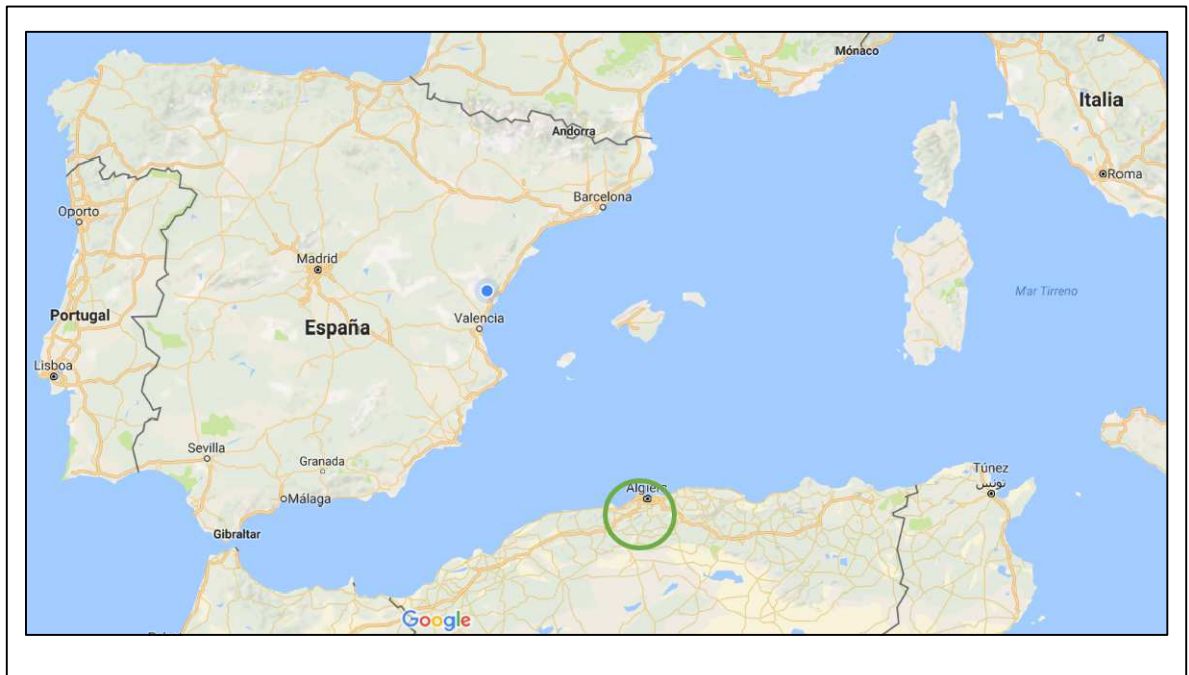 Mónaco
Italia
Andorra
Roma
Barcelona
Oporto
Madrid
Mar Tirreno
Portugal
España
Valencia
Lisboa
Sevilla
Granada
Túnez
تونس
Algiers
Málaga
Gibraltar
Google